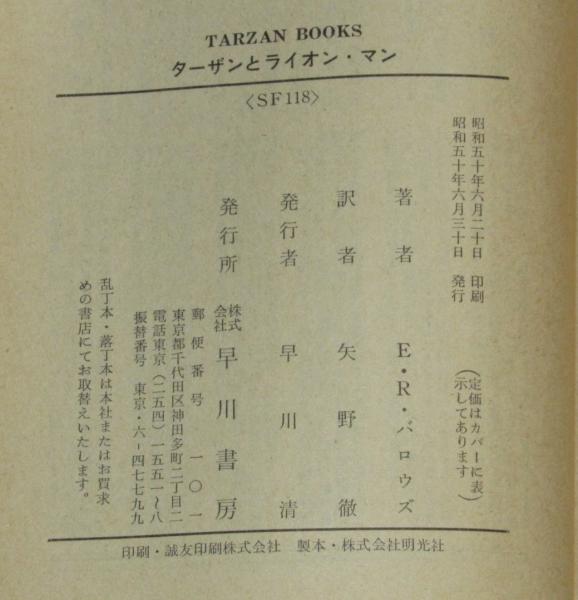 TARZAN BOOKS
ターザンとライオン・マン
〈SF118〉
昭和五十年六月二十日 印刷
昭和五十年六月三十日 発行
(定価はカバーに表
示してあります)
著者 E・R・バロウズ
訳者 矢野徹
発行者 早川清
発行所 株式会社 早川書房
郵便番号 一〇一
東京都千代田区神田多町二丁目二
電話東京(二五四)一五五一〜八
振替番号 東京・六-四七七九九
乱丁本・落丁本は本社またはお買求
めの書店にてお取替えいたします。
印刷・誠友印刷株式会社 製本・株式会社明光社